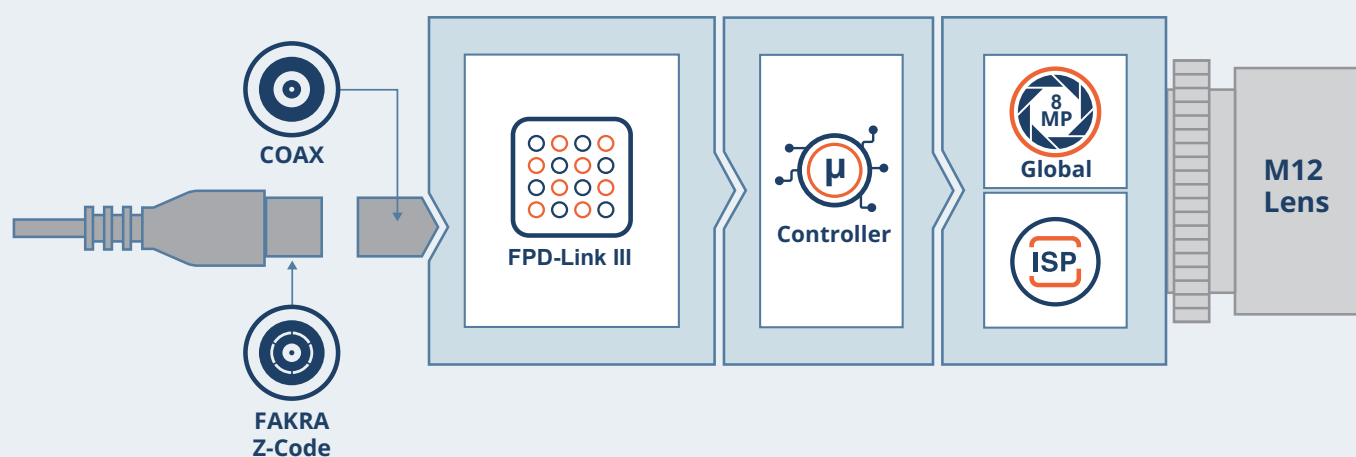 COAX
FAKRA
Z-Code
FPD-Link III
µ
Controller
8
MP
Global
ISP
M12
Lens